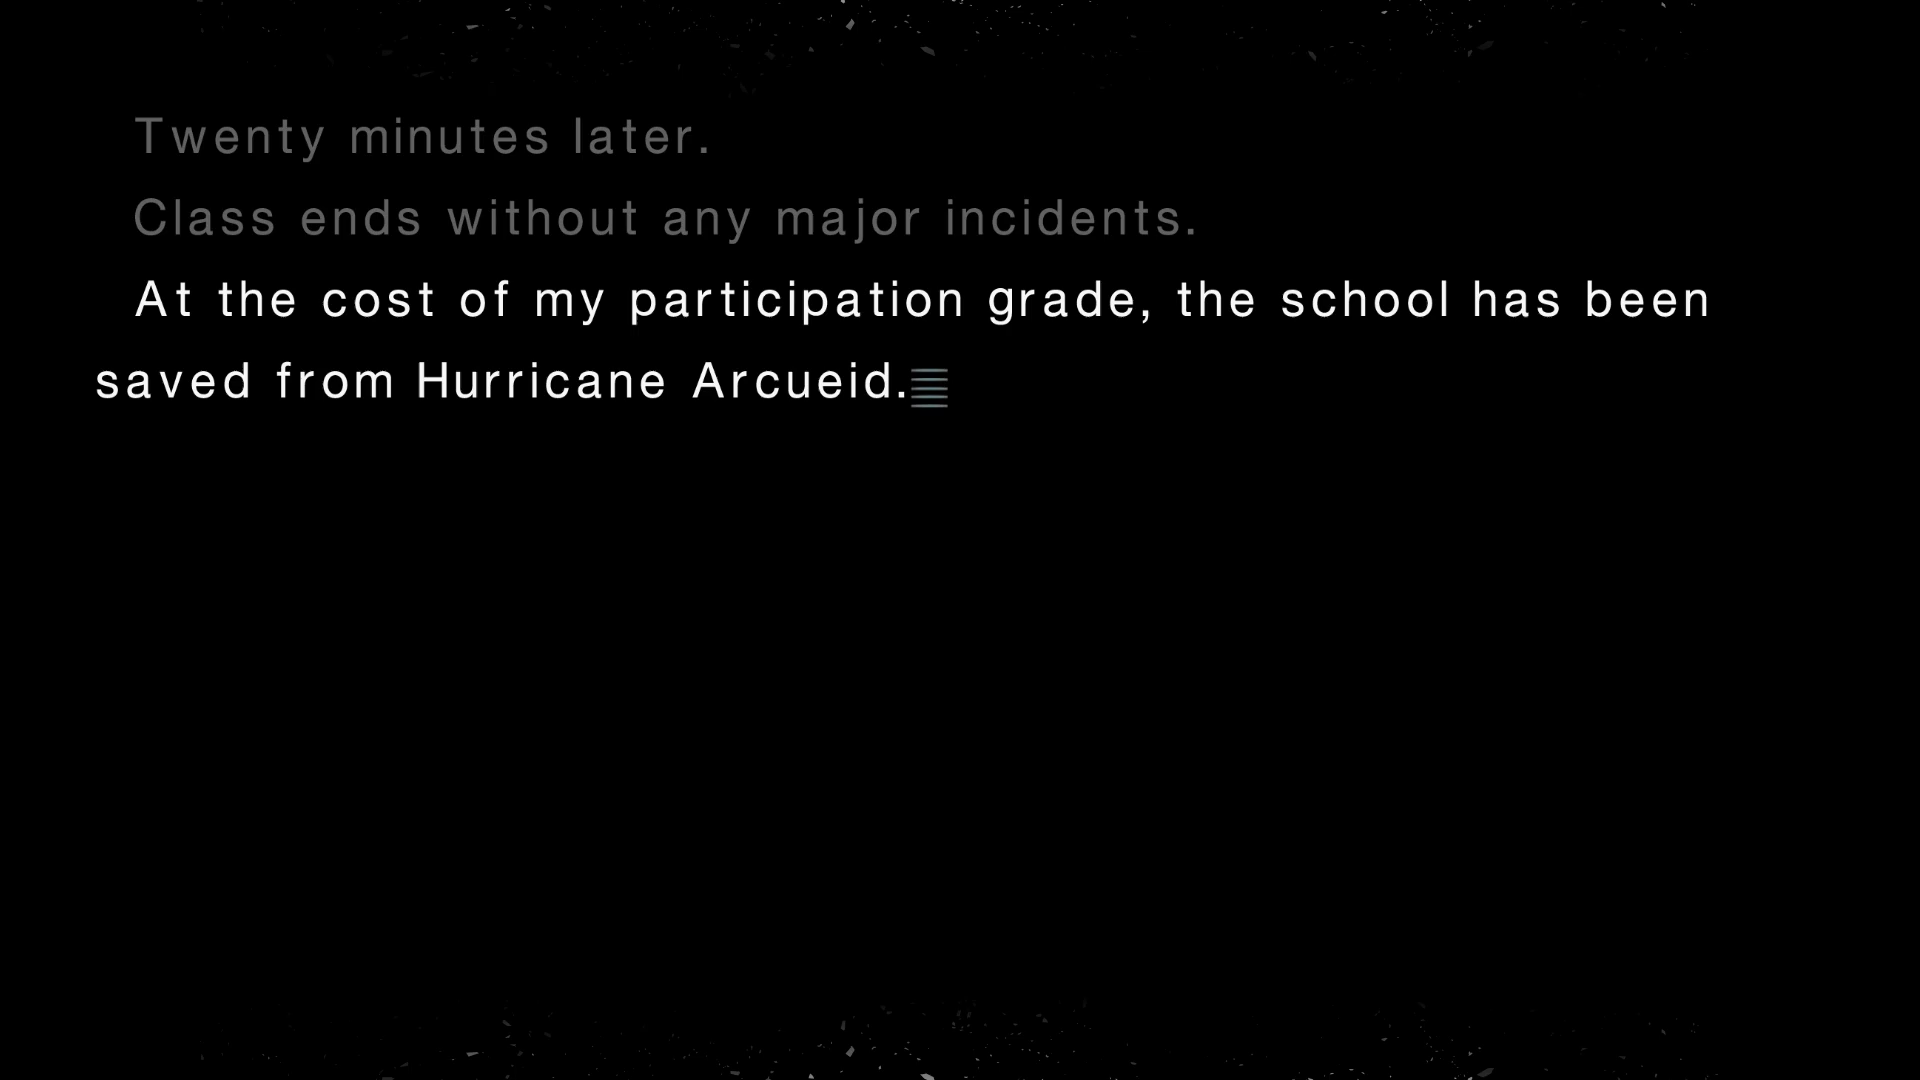 Twenty minutes later.
Class ends without any major incidents.
At the cost of my participation grade, the school has been
saved from Hurricane Arcueid.